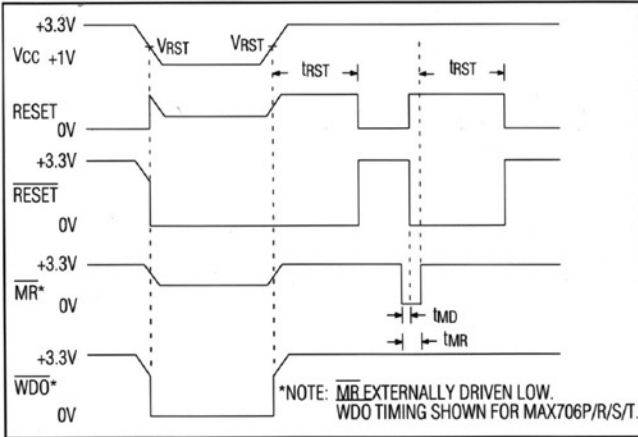 +3.3V
VRST VRST
VCC +1V
tRST tRST
RESET
0V
+3.3V
RESET
0V
+3.3V
MR*
0V
tMD
tMR
+3.3V
WDO*
*NOTE: MR EXTERNALLY DRIVEN LOW.
WDO TIMING SHOWN FOR MAX706P/R/S/T.
0V